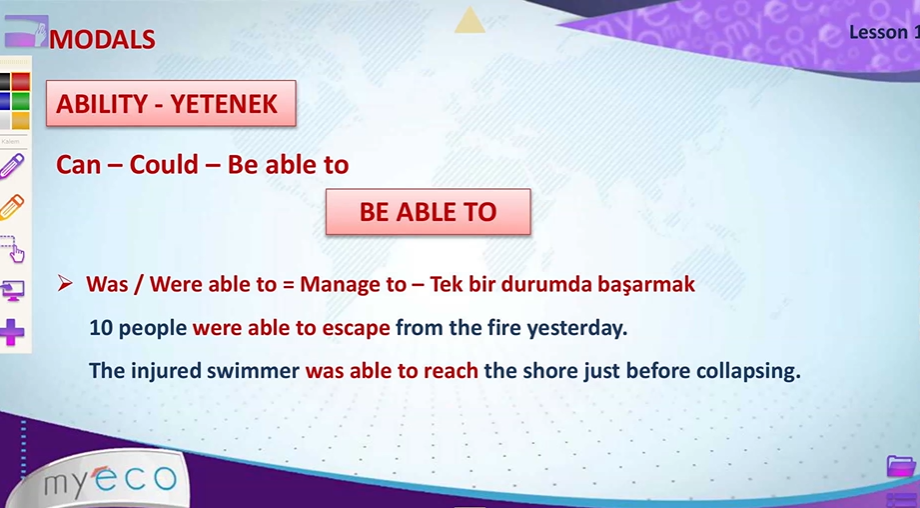 Lesson 1
MODALS
ABILITY - YETENEK
Can – Could – Be able to
BE ABLE TO
➢ Was / Were able to = Manage to – Tek bir durumda başarmak
10 people were able to escape from the fire yesterday.
The injured swimmer was able to reach the shore just before collapsing.
myeco